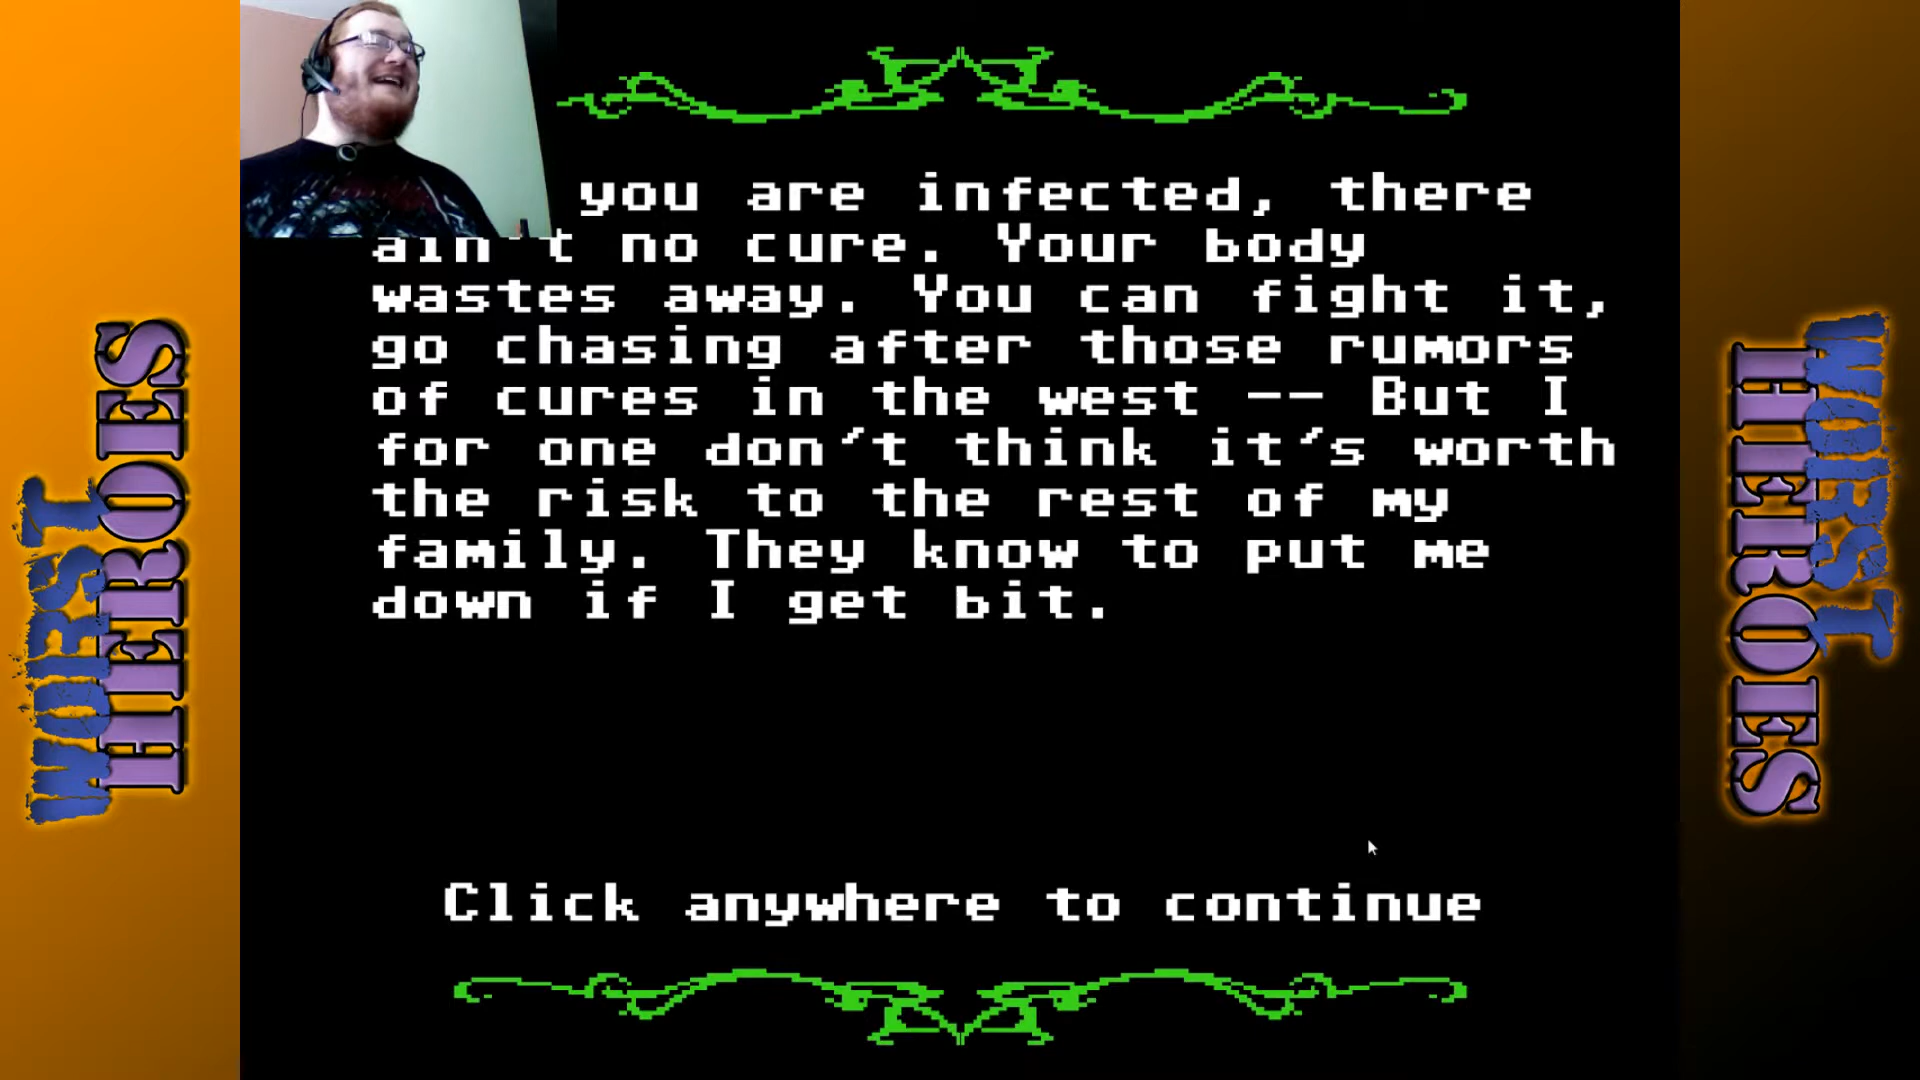 you are infected, there
ain't no cure. Your body
wastes away. You can fight it,
go chasing after those rumors
of cures in the west -- But I
for one don't think it's worth
the risk to the rest of my
family. They know to put me
down if I get bit.
Click anywhere to continue
WORST
HEROES
WORST
HEROES